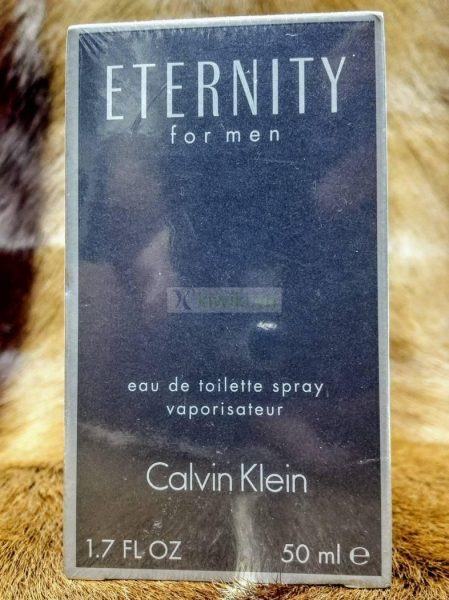 ETERNITY
for men
eau de toilette spray
vaporisateur
Calvin Klein
1.7 FL OZ 50 ml e